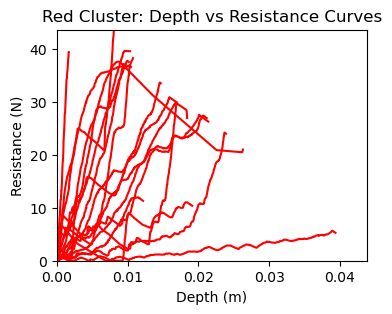 Red Cluster: Depth vs Resistance Curves
Resistance (N)
40
30
20
10
0
0.00 0.01 0.02 0.03 0.04
Depth (m)